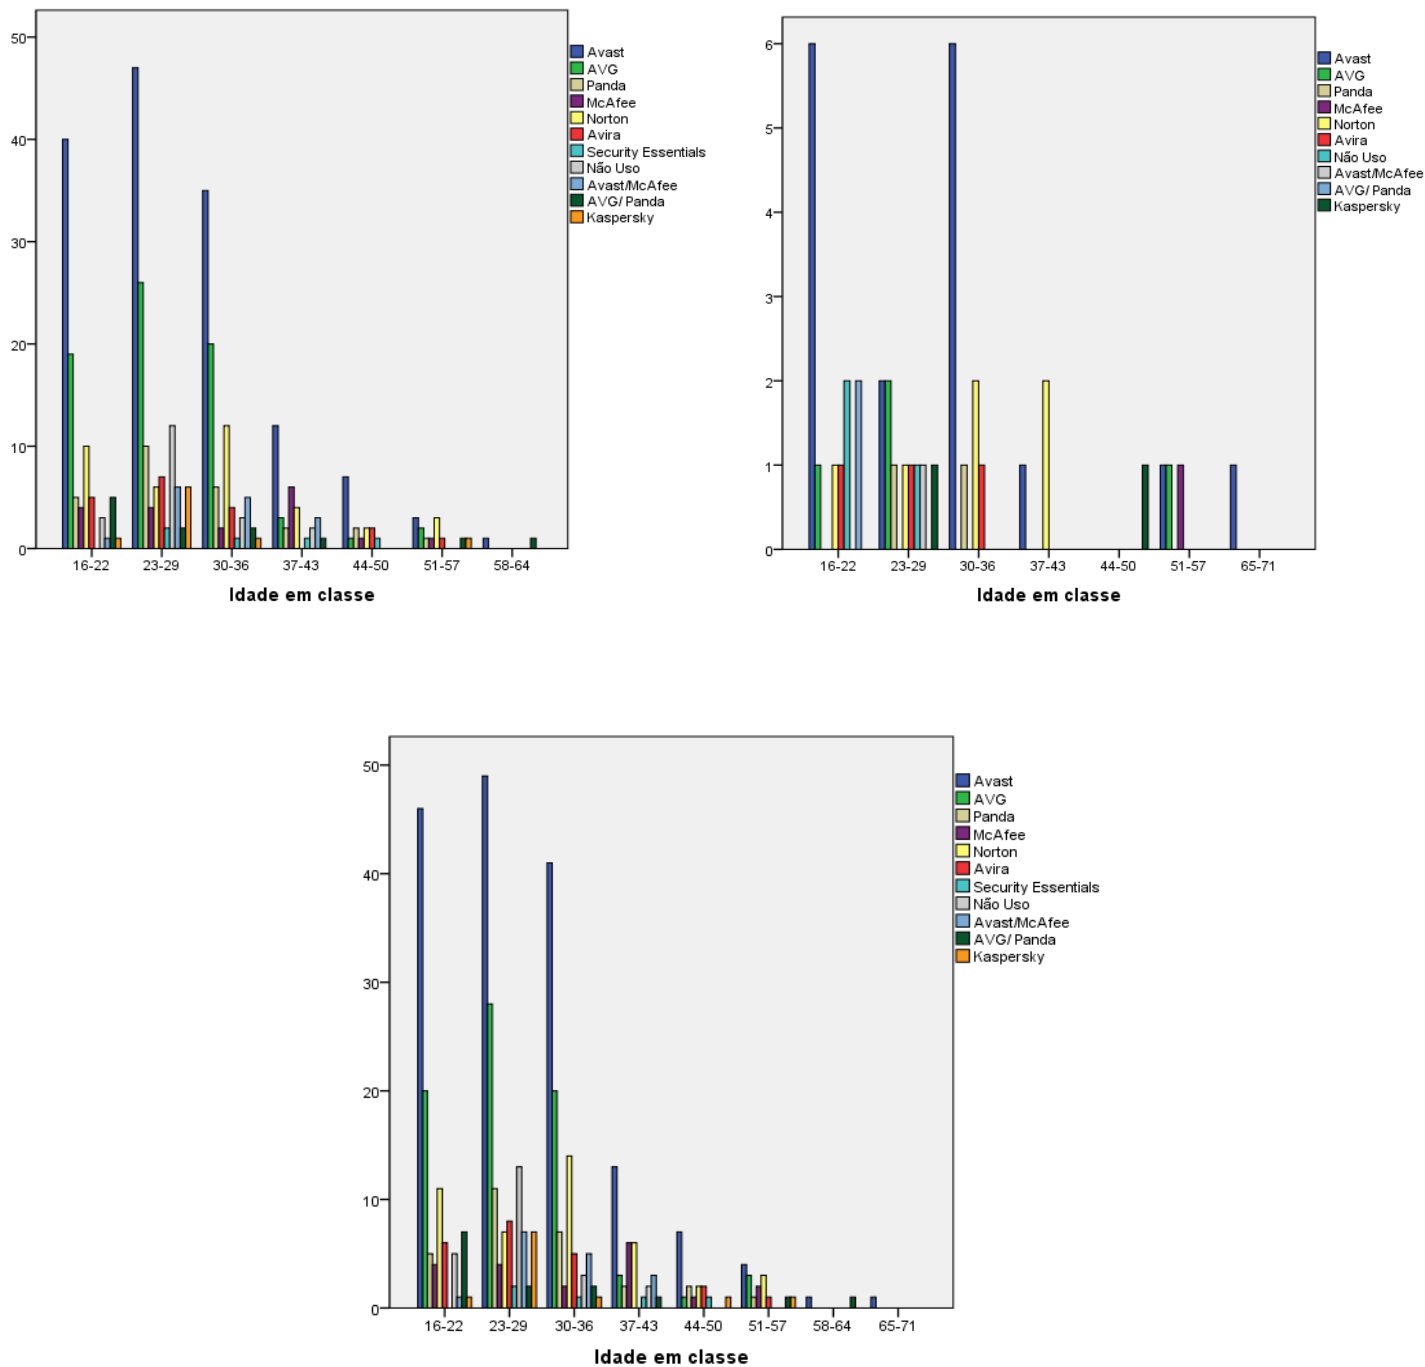 50
40
30
20
10
0
16-22 23-29 30-36 37-43 44-50 51-57 58-64
Idade em classe
Avast
AVG
Panda
McAfee
Norton
Avira
Security Essentials
Não Uso
Avast/McAfee
AVG/ Panda
Kaspersky
6
5
4
3
2
1
0
16-22 23-29 30-36 37-43 44-50 51-57 65-71
Idade em classe
Avast
AVG
Panda
McAfee
Norton
Avira
Não Uso
Avast/McAfee
AVG/ Panda
Kaspersky
50
40
30
20
10
0
16-22 23-29 30-36 37-43 44-50 51-57 58-64 65-71
Idade em classe
Avast
AVG
Panda
McAfee
Norton
Avira
Security Essentials
Não Uso
Avast/McAfee
AVG/ Panda
Kaspersky